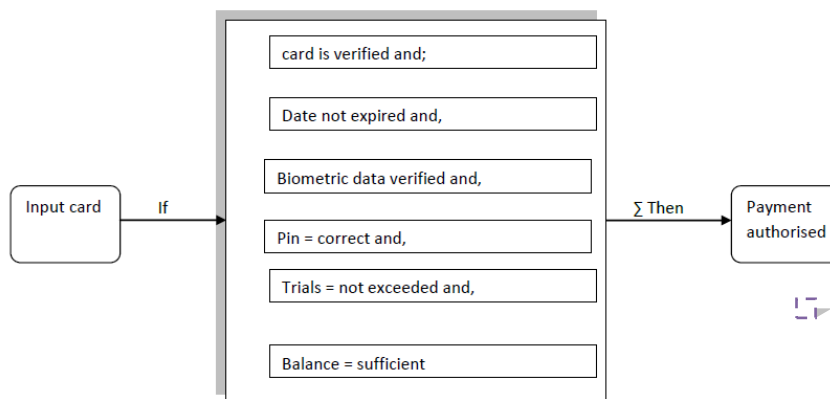 card is verified and;
Date not expired and,
Biometric data verified and,
Input card
If
Pin = correct and,
∑ Then
Payment
authorised
Trials = not exceeded and,
Balance = sufficient